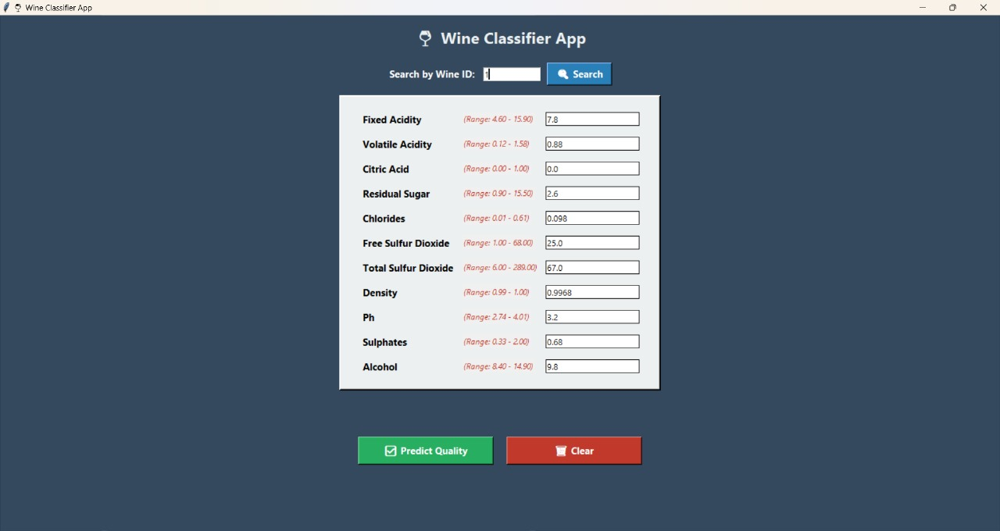 Wine Classifier App
Wine Classifier App
Search by Wine ID: 1 Search
Fixed Acidity (Range: 4.60 - 15.90) 7.8
Volatile Acidity (Range: 0.12 - 1.58) 0.88
Citric Acid (Range: 0.00 - 1.00) 0.0
Residual Sugar (Range: 0.90 - 15.50) 2.6
Chlorides (Range: 0.01 - 0.61) 0.098
Free Sulfur Dioxide (Range: 1.00 - 68.00) 25.0
Total Sulfur Dioxide (Range: 6.00 - 289.00) 67.0
Density (Range: 0.99 - 1.00) 0.9968
Ph (Range: 2.74 - 4.01) 3.2
Sulphates (Range: 0.33 - 2.00) 0.68
Alcohol (Range: 8.40 - 14.90) 9.8
Predict Quality Clear